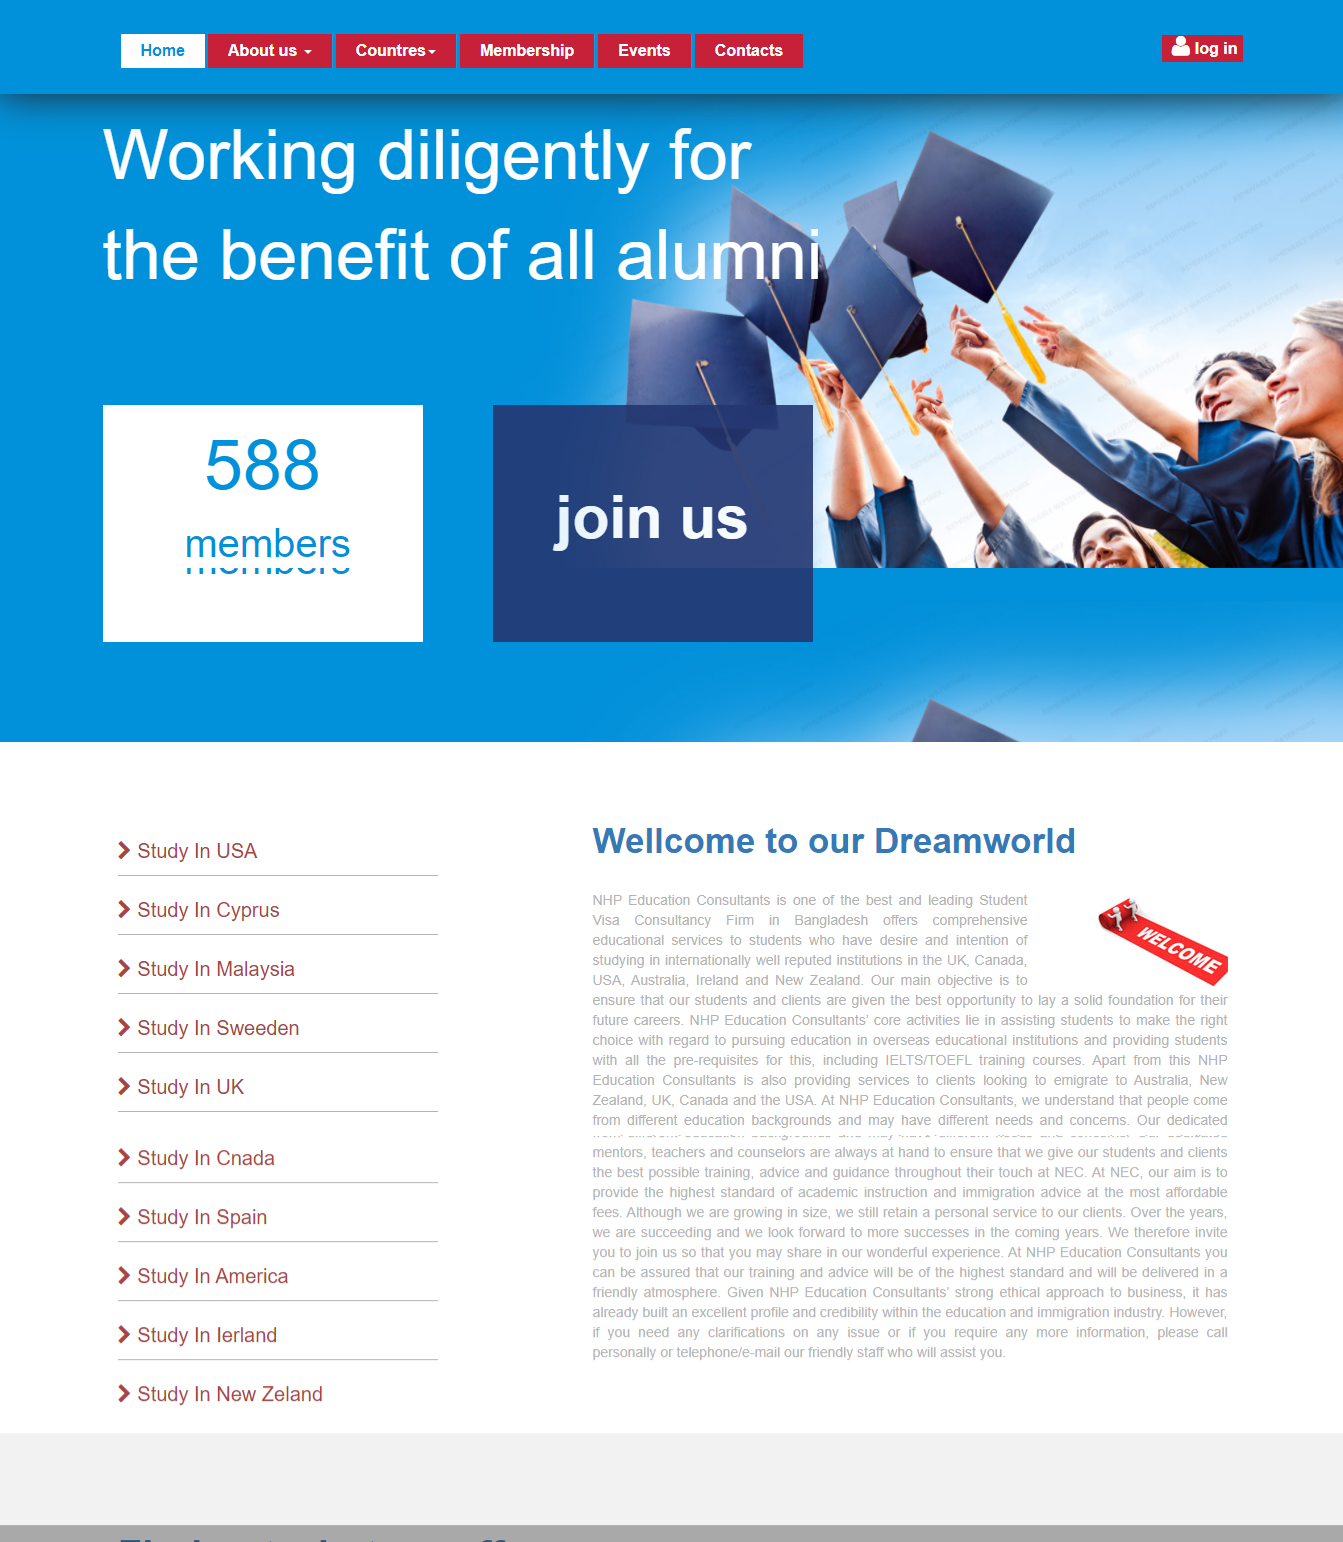 Home About us Countres Membership Events Contacts log in
Working diligently for
the benefit of all alumni
588
members
join us
Study In USA
Study In Cyprus
Study In Malaysia
Study In Sweeden
Study In UK
Study In Cnada
Study In Spain
Study In America
Study In Ierland
Study In New Zeland
Wellcome to our Dreamworld
WELCOME
NHP Education Consultants is one of the best and leading Student
Visa Consultancy Firm in Bangladesh offers comprehensive
educational services to students who have desire and intention of
studying in internationally well reputed institutions in the UK, Canada,
USA, Australia, Ireland and New Zealand. Our main objective is to
ensure that our students and clients are given the best opportunity to lay a solid foundation for their
future careers. NHP Education Consultants' core activities lie in assisting students to make the right
choice with regard to pursuing education in overseas educational institutions and providing students
with all the pre-requisites for this, including IELTS/TOEFL training courses. Apart from this NHP
Education Consultants is also providing services to clients looking to emigrate to Australia, New
Zealand, UK, Canada and the USA. At NHP Education Consultants, we understand that people come
from different education backgrounds and may have different needs and concerns. Our dedicated
mentors, teachers and counselors are always at hand to ensure that we give our students and clients
the best possible training, advice and guidance throughout their touch at NEC. At NEC, our aim is to
provide the highest standard of academic instruction and immigration advice at the most affordable
fees. Although we are growing in size, we still retain a personal service to our clients. Over the years,
we are succeeding and we look forward to more successes in the coming years. We therefore invite
you to join us so that you may share in our wonderful experience. At NHP Education Consultants you
can be assured that our training and advice will be of the highest standard and will be delivered in a
friendly atmosphere. Given NHP Education Consultants' strong ethical approach to business, it has
already built an excellent profile and credibility within the education and immigration industry. However,
if you need any clarifications on any issue or if you require any more information, please call
personally or telephone/e-mail our friendly staff who will assist you.